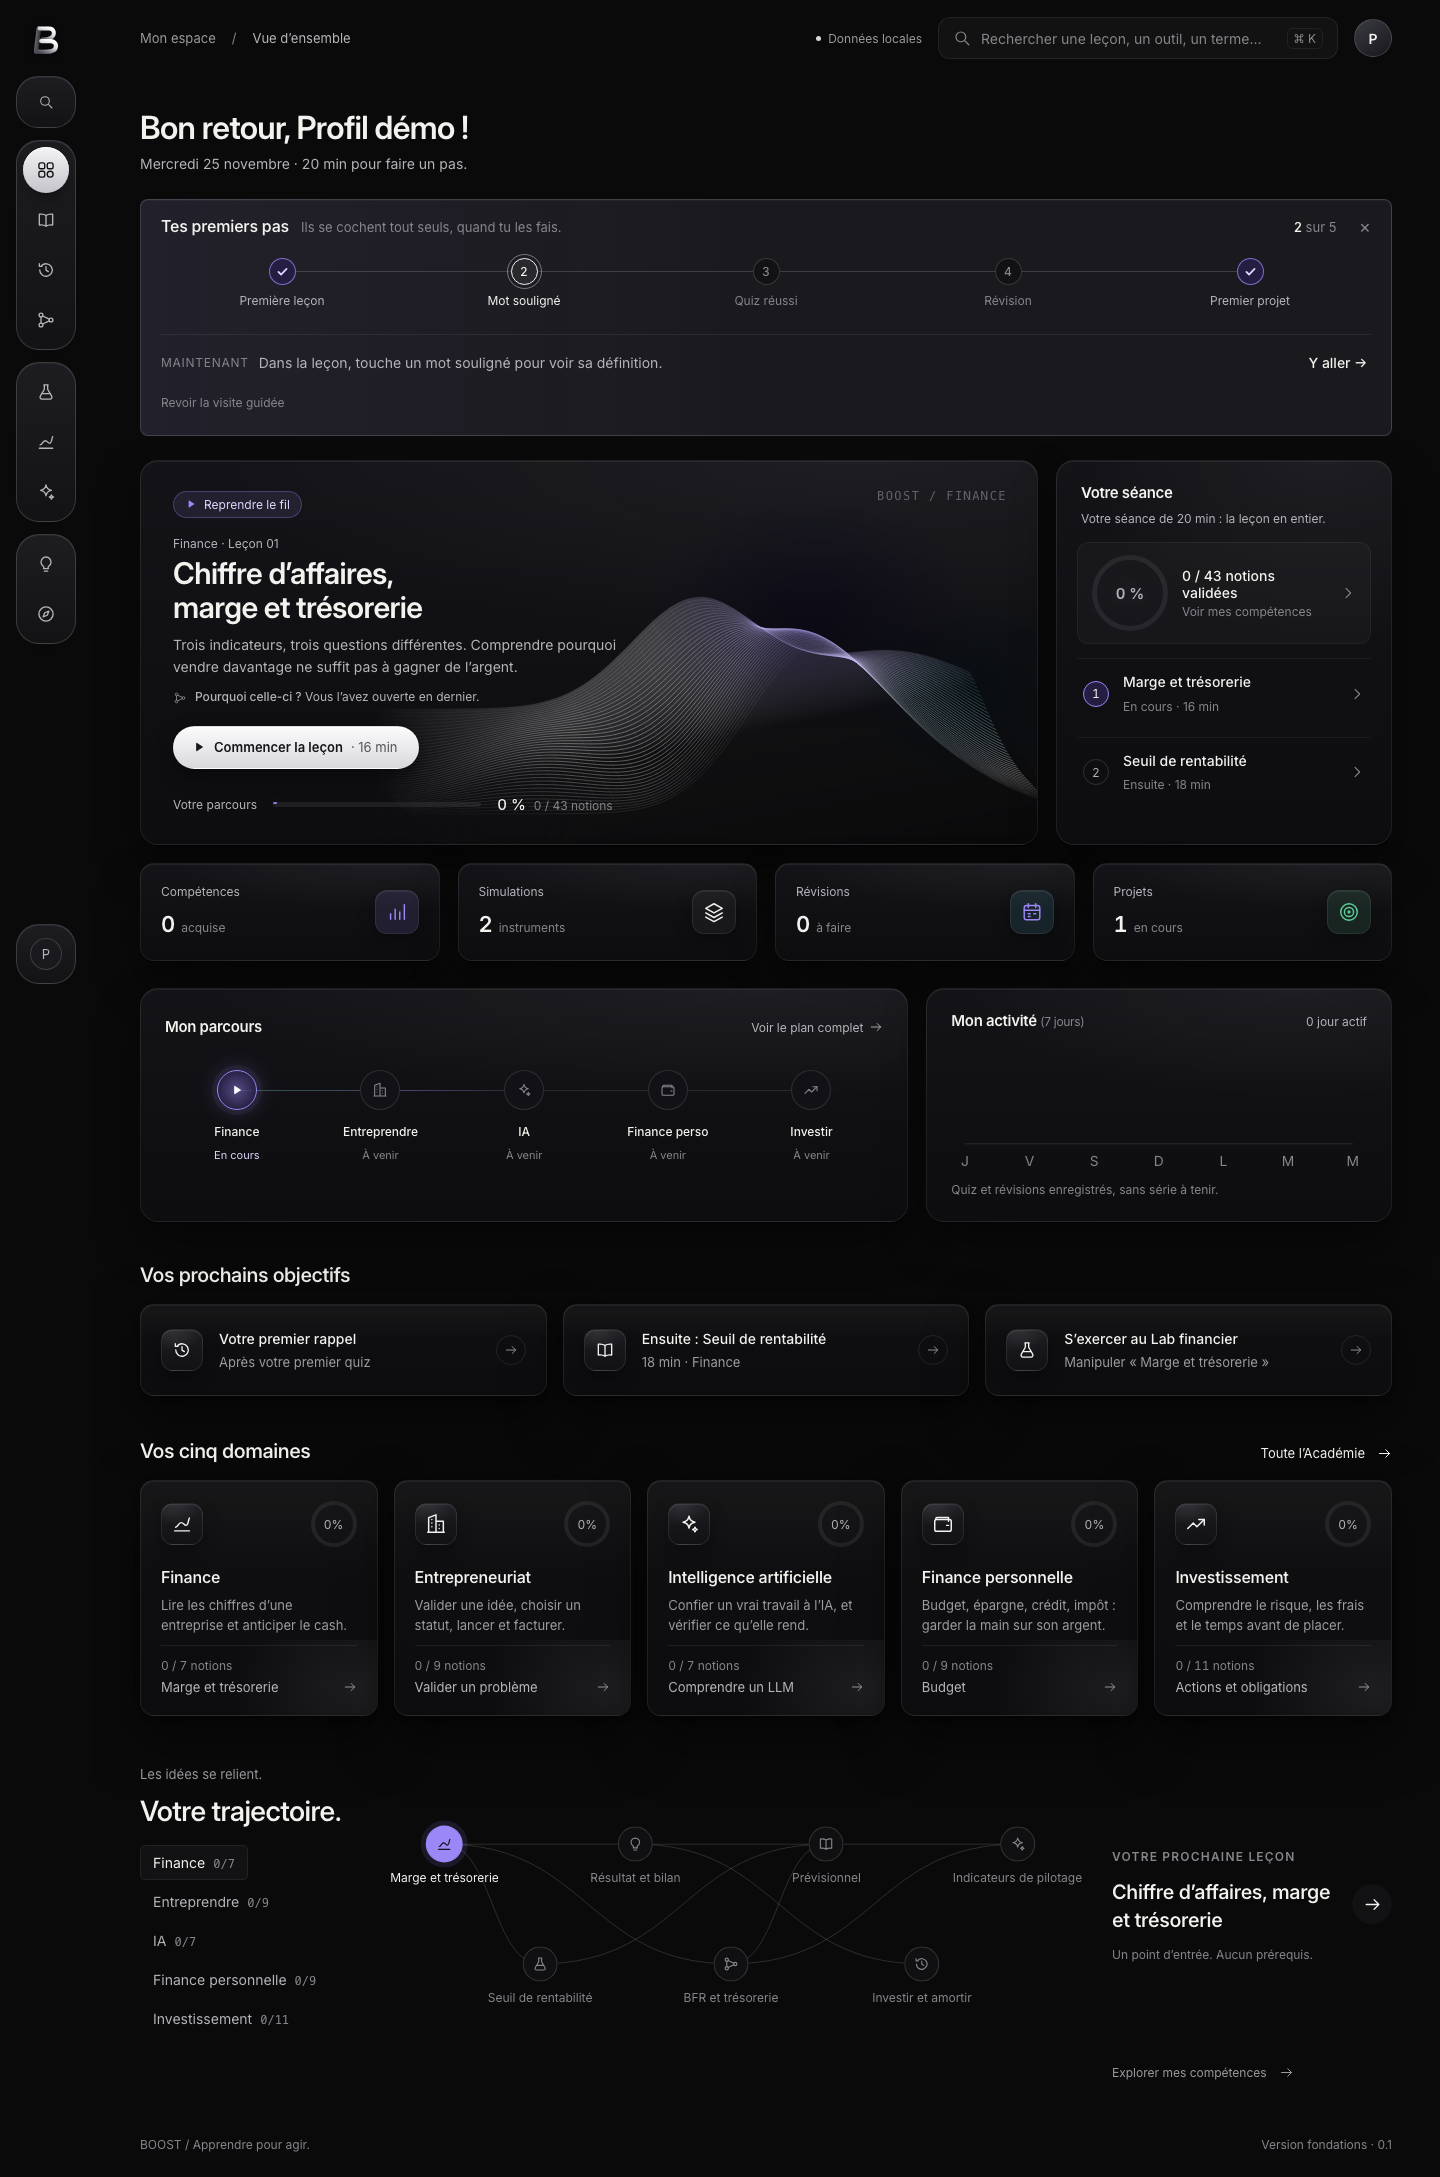 B
Mon espace / Vue d’ensemble
Données locales
Rechercher une leçon, un outil, un terme…
⌘ K
P
Bon retour, Profil démo !
Mercredi 25 novembre · 20 min pour faire un pas.
Tes premiers pas Ils se cochent tout seuls, quand tu les fais.
2 sur 5 ×
2 3 4
Première leçon Mot souligné Quiz réussi Révision Premier projet
MAINTENANT Dans la leçon, touche un mot souligné pour voir sa définition.
Y aller →
Revoir la visite guidée
Reprendre le fil
BOOST / FINANCE
Finance · Leçon 01
Chiffre d’affaires,
marge et trésorerie
Trois indicateurs, trois questions différentes. Comprendre pourquoi
vendre davantage ne suffit pas à gagner de l’argent.
Pourquoi celle-ci ? Vous l’avez ouverte en dernier.
Commencer la leçon · 16 min
Votre parcours 0 % 0 / 43 notions
Votre séance
Votre séance de 20 min : la leçon en entier.
0 %
0 / 43 notions
validées
Voir mes compétences
1 Marge et trésorerie
En cours · 16 min
2 Seuil de rentabilité
Ensuite · 18 min
Compétences
0 acquise
Simulations
2 instruments
Révisions
0 à faire
Projets
1 en cours
P
Mon parcours
Voir le plan complet →
Finance Entreprendre IA Finance perso Investir
En cours À venir À venir À venir À venir
Mon activité (7 jours)
0 jour actif
J V S D L M M
Quiz et révisions enregistrés, sans série à tenir.
Vos prochains objectifs
Votre premier rappel
Après votre premier quiz
→
Ensuite : Seuil de rentabilité
18 min · Finance
→
S’exercer au Lab financier
Manipuler « Marge et trésorerie »
→
Vos cinq domaines
Toute l’Académie →
0%
Finance
Lire les chiffres d’une
entreprise et anticiper le cash.
0 / 7 notions
Marge et trésorerie →
0%
Entrepreneuriat
Valider une idée, choisir un
statut, lancer et facturer.
0 / 9 notions
Valider un problème →
0%
Intelligence artificielle
Confier un vrai travail à l’IA, et
vérifier ce qu’elle rend.
0 / 7 notions
Comprendre un LLM →
0%
Finance personnelle
Budget, épargne, crédit, impôt :
garder la main sur son argent.
0 / 9 notions
Budget →
0%
Investissement
Comprendre le risque, les frais
et le temps avant de placer.
0 / 11 notions
Actions et obligations →
Les idées se relient.
Votre trajectoire.
Finance 0/7
Entreprendre 0/9
IA 0/7
Finance personnelle 0/9
Investissement 0/11
Marge et trésorerie Résultat et bilan Prévisionnel Indicateurs de pilotage
Seuil de rentabilité BFR et trésorerie Investir et amortir
VOTRE PROCHAINE LEÇON
Chiffre d’affaires, marge
et trésorerie
→
Un point d’entrée. Aucun prérequis.
Explorer mes compétences →
BOOST / Apprendre pour agir.
Version fondations · 0.1